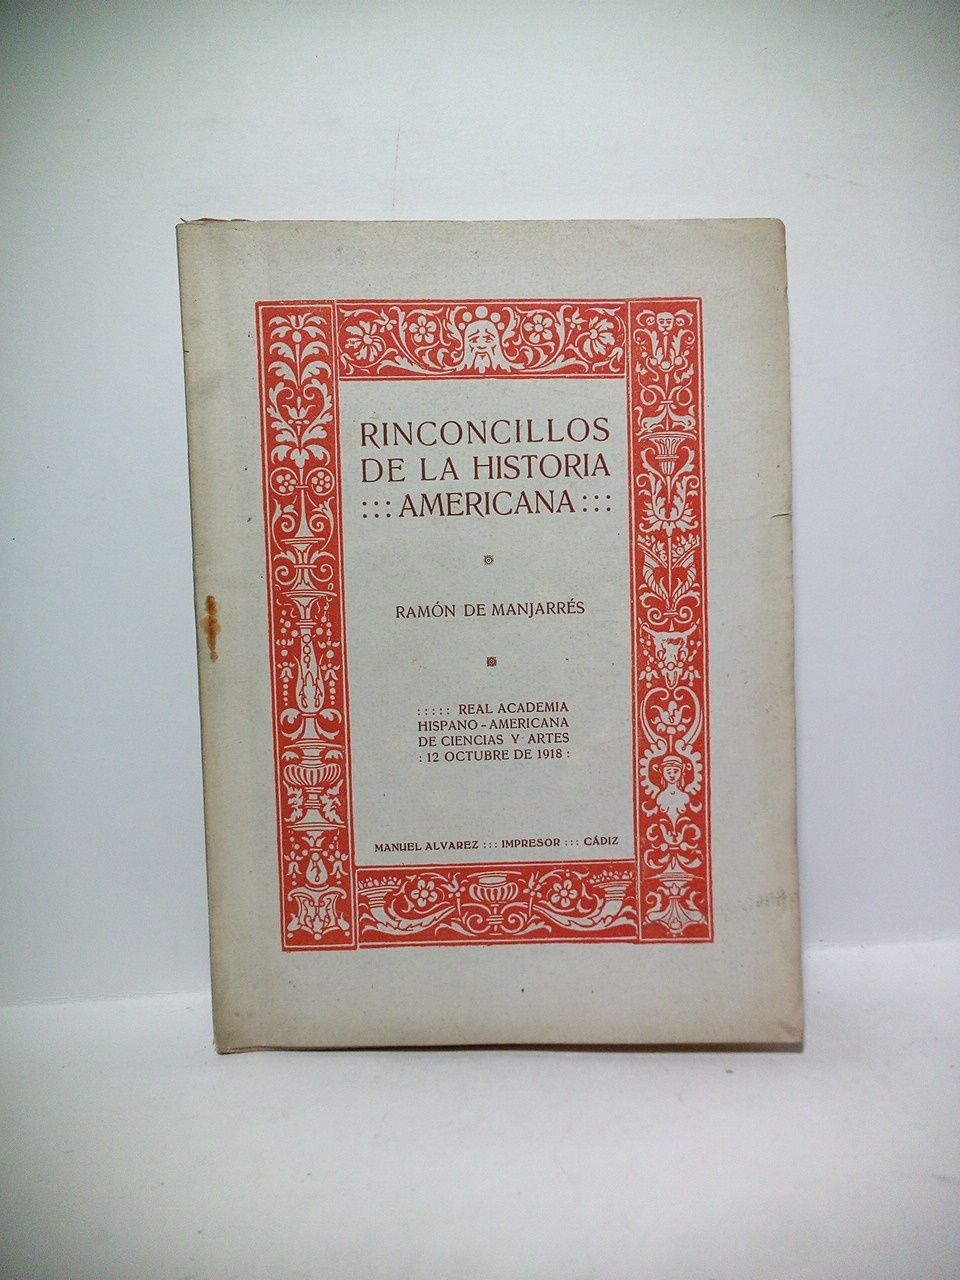 RINCONCILLOS
DE LA HISTORIA
::: AMERICANA :::
RAMÓN DE MANJARRÉS
::::: REAL ACADEMIA
HISPANO-AMERICANA
DE CIENCIAS Y ARTES
: 12 OCTUBRE DE 1918 :
MANUEL ALVAREZ ::: IMPRESOR ::: CÁDIZ